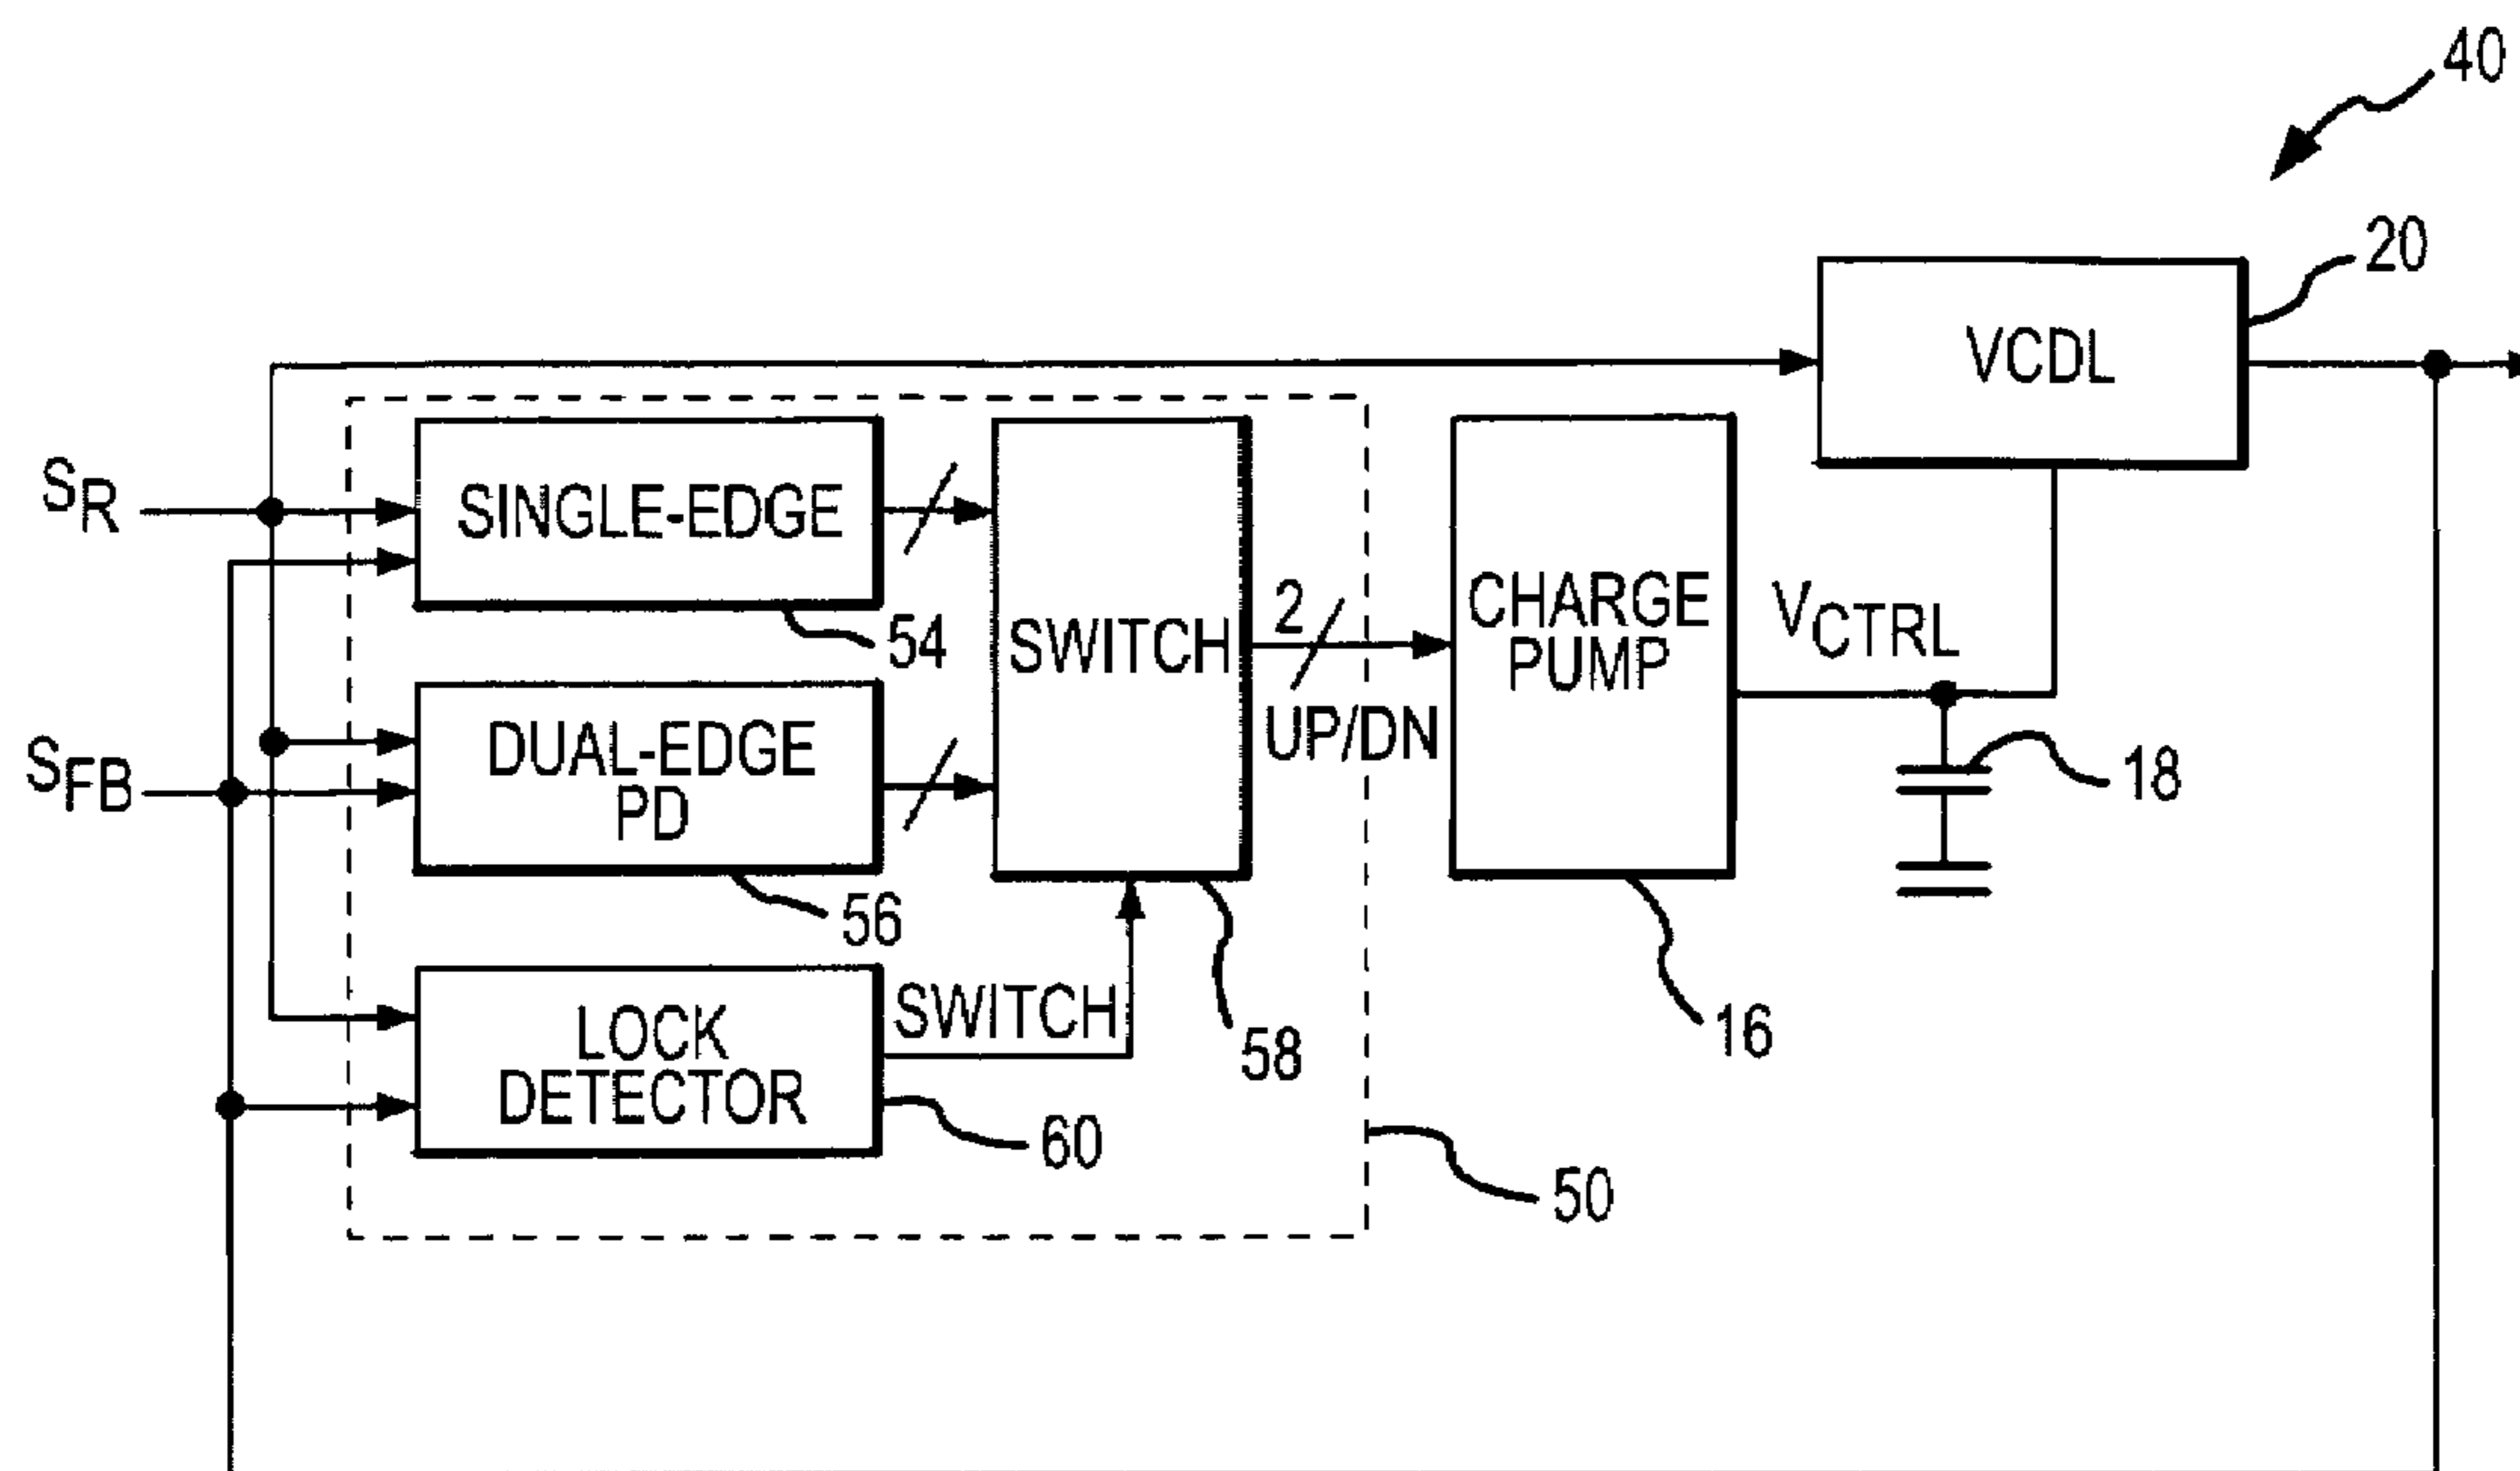 40
20
VCDL
SR
SINGLE-EDGE
54
SWITCH
2
UP/DN
CHARGE
PUMP
VCTRL
SFB
DUAL-EDGE
PD
56
18
LOCK
DETECTOR
SWITCH
58
16
60
50